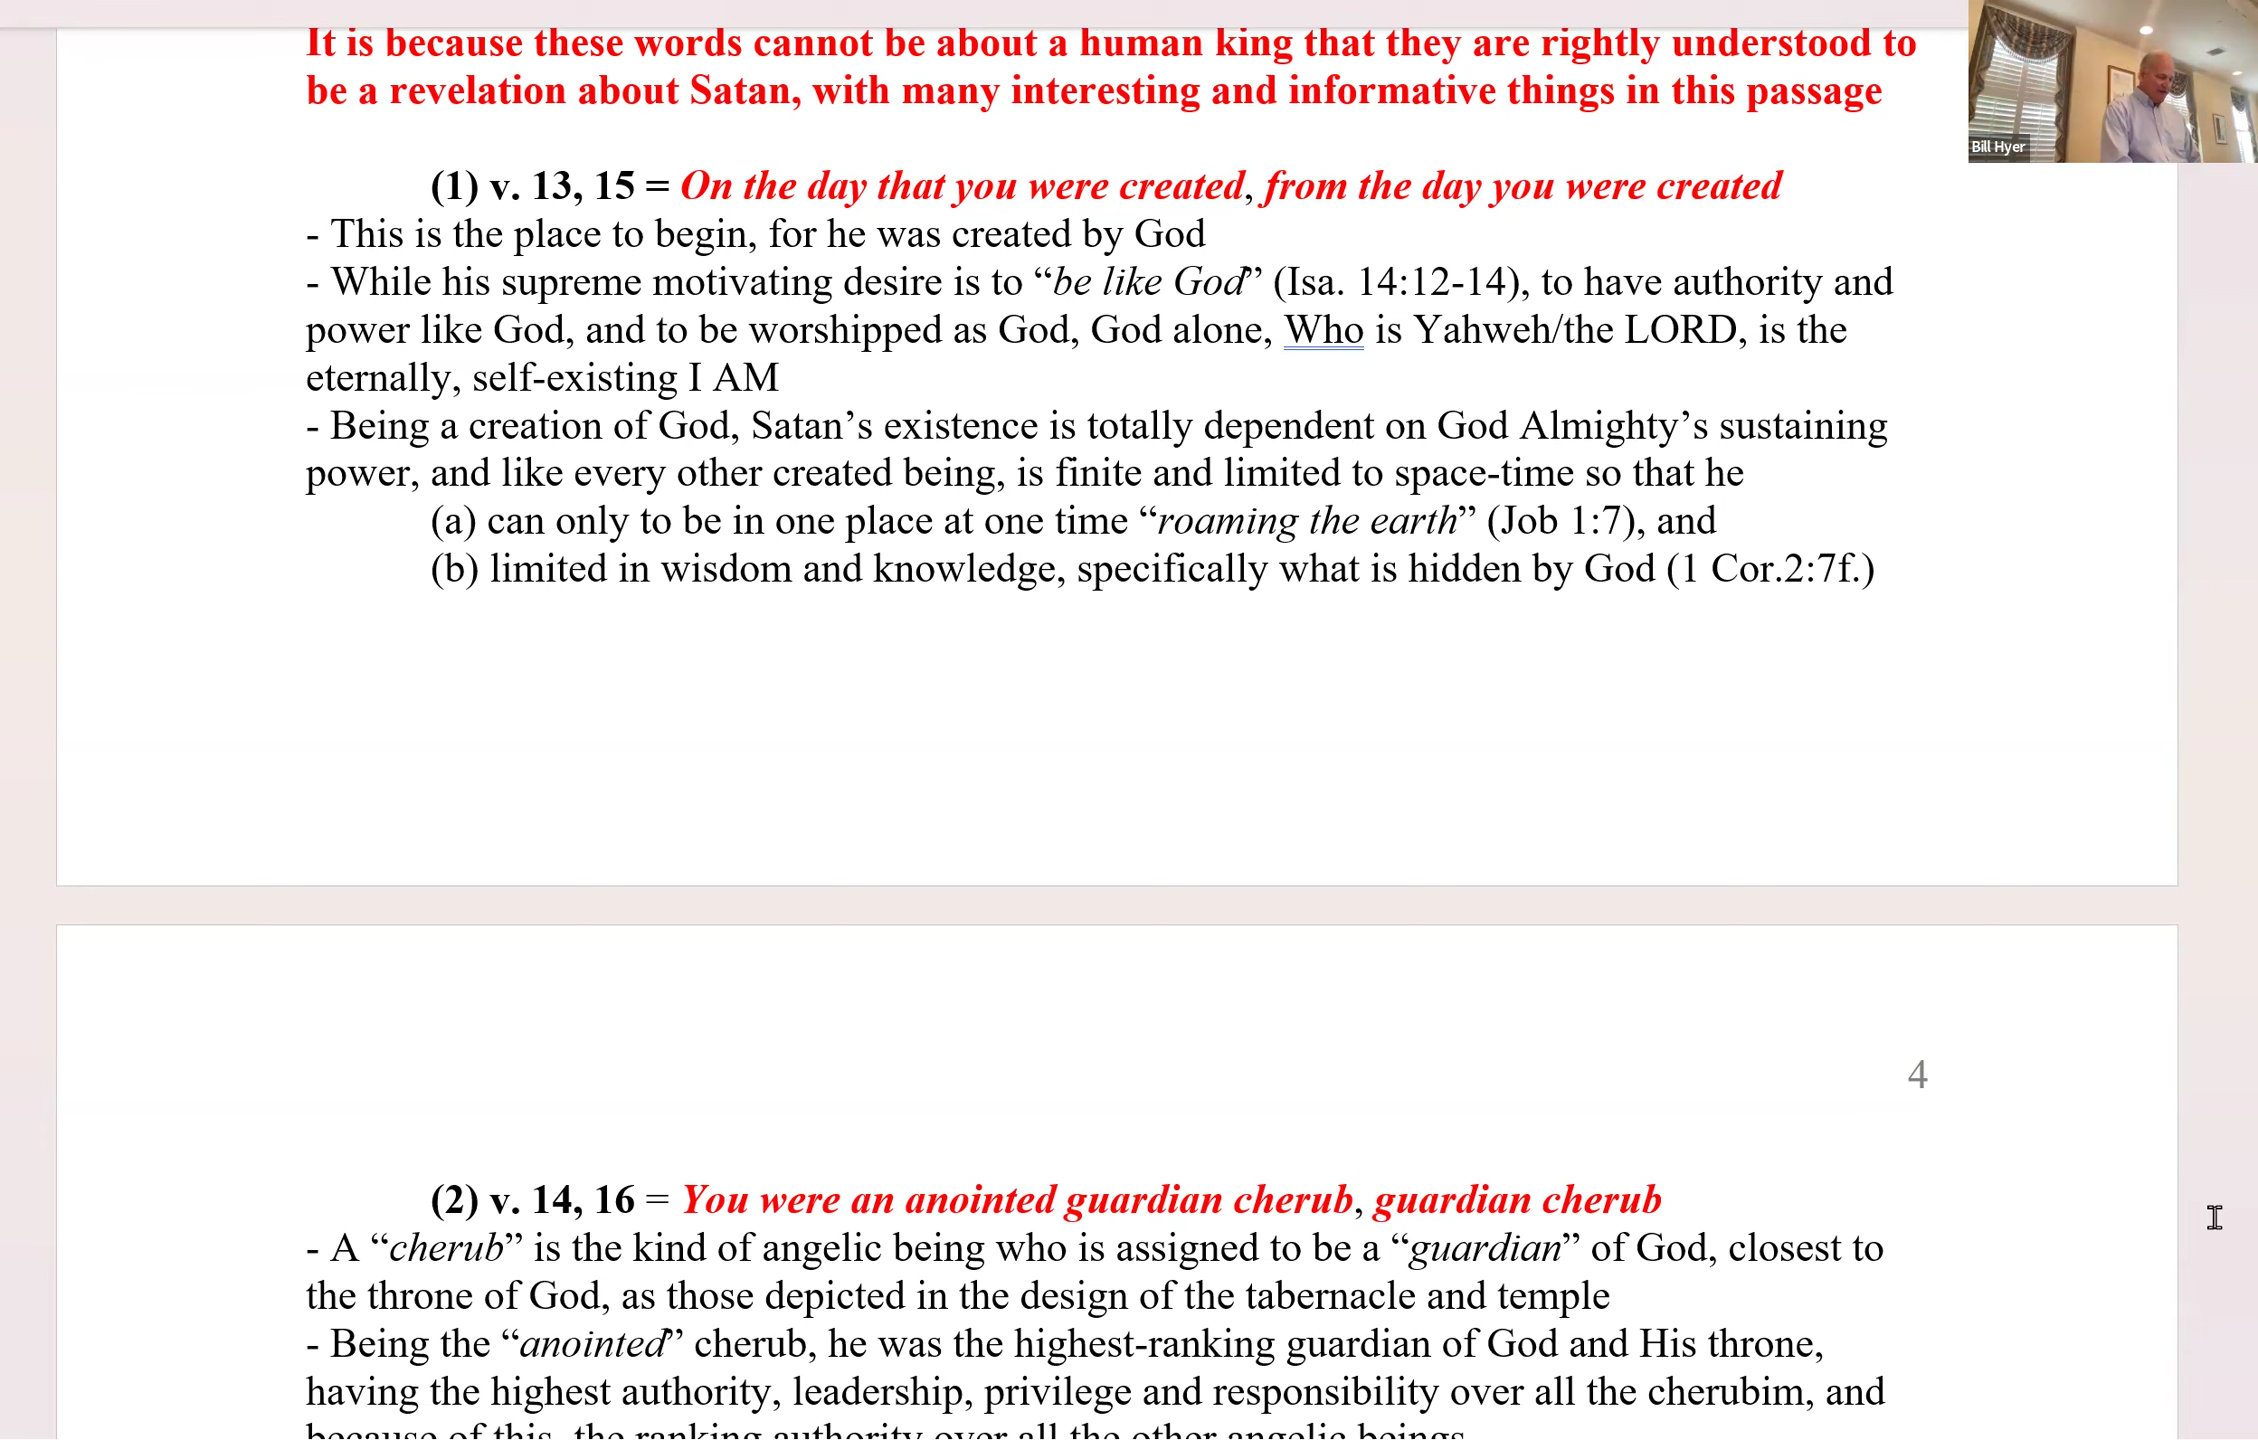 It is because these words cannot be about a human king that they are rightly understood to
be a revelation about Satan, with many interesting and informative things in this passage
Bill Hyer
(1) v. 13, 15 = On the day that you were created, from the day you were created
- This is the place to begin, for he was created by God
- While his supreme motivating desire is to “be like God” (Isa. 14:12-14), to have authority and
power like God, and to be worshipped as God, God alone, Who is Yahweh/the LORD, is the
eternally, self-existing I AM
- Being a creation of God, Satan’s existence is totally dependent on God Almighty’s sustaining
power, and like every other created being, is finite and limited to space-time so that he
(a) can only to be in one place at one time “roaming the earth” (Job 1:7), and
(b) limited in wisdom and knowledge, specifically what is hidden by God (1 Cor.2:7f.)
4
(2) v. 14, 16 = You were an anointed guardian cherub, guardian cherub
- A “cherub” is the kind of angelic being who is assigned to be a “guardian” of God, closest to
the throne of God, as those depicted in the design of the tabernacle and temple
- Being the “anointed” cherub, he was the highest-ranking guardian of God and His throne,
having the highest authority, leadership, privilege and responsibility over all the cherubim, and
because of this, the ranking authority over all the other angelic beings